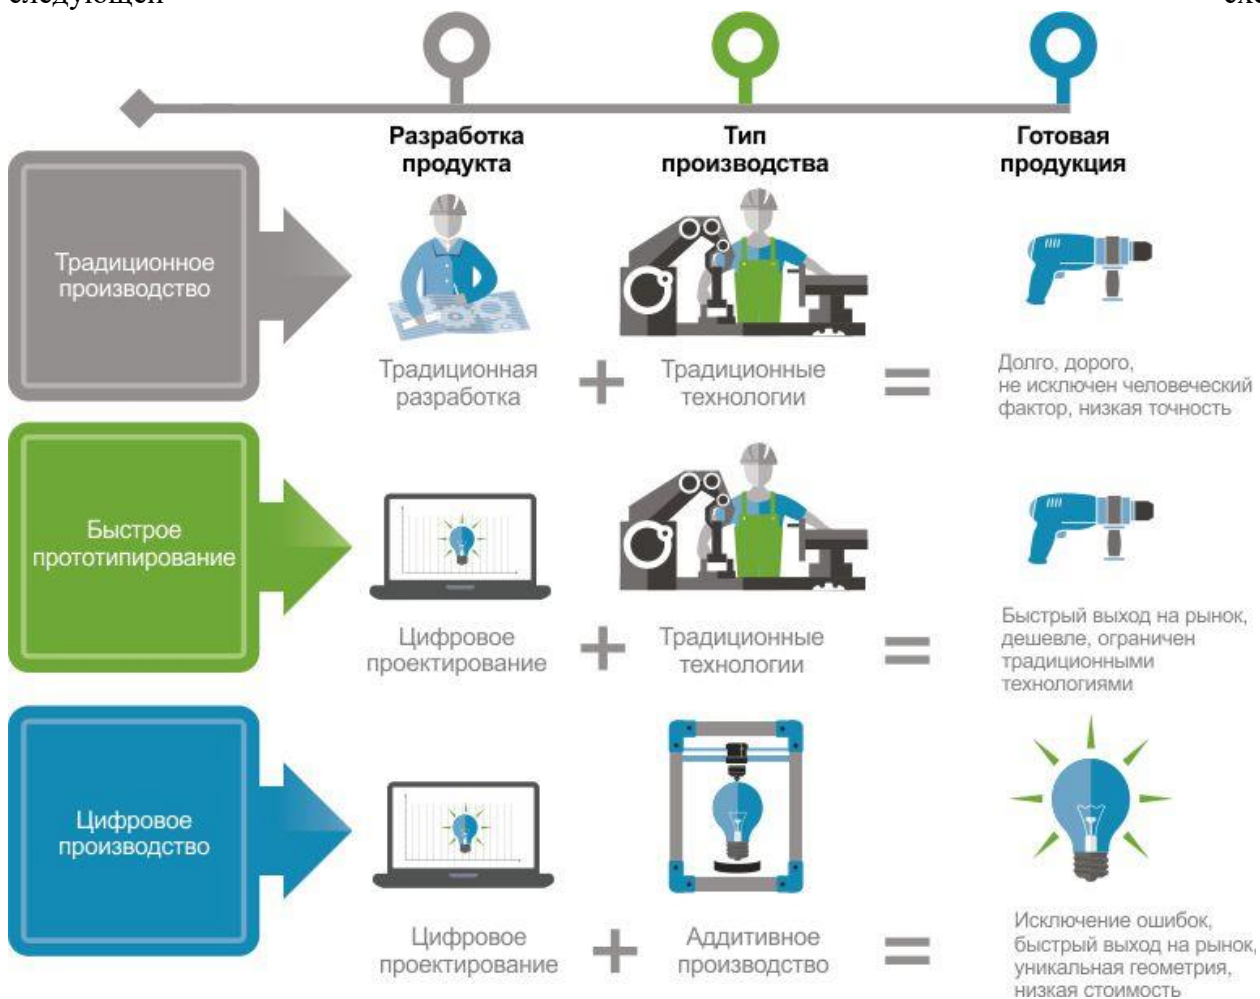 следующей
Разработка
продукта
Тип
производства
Готовая
продукция
Традиционное
производство
Традиционная
разработка
+
Традиционные
технологии
=
Долго, дорого,
не исключен человеческий
фактор, низкая точность
Быстрое
прототипирование
Цифровое
проектирование
+
Традиционные
технологии
=
Быстрый выход на рынок,
дешевле, ограничен
традиционными
технологиями
Цифровое
производство
Цифровое
проектирование
+
Аддитивное
производство
=
Исключение ошибок,
быстрый выход на рынок,
уникальная геометрия,
низкая стоимость